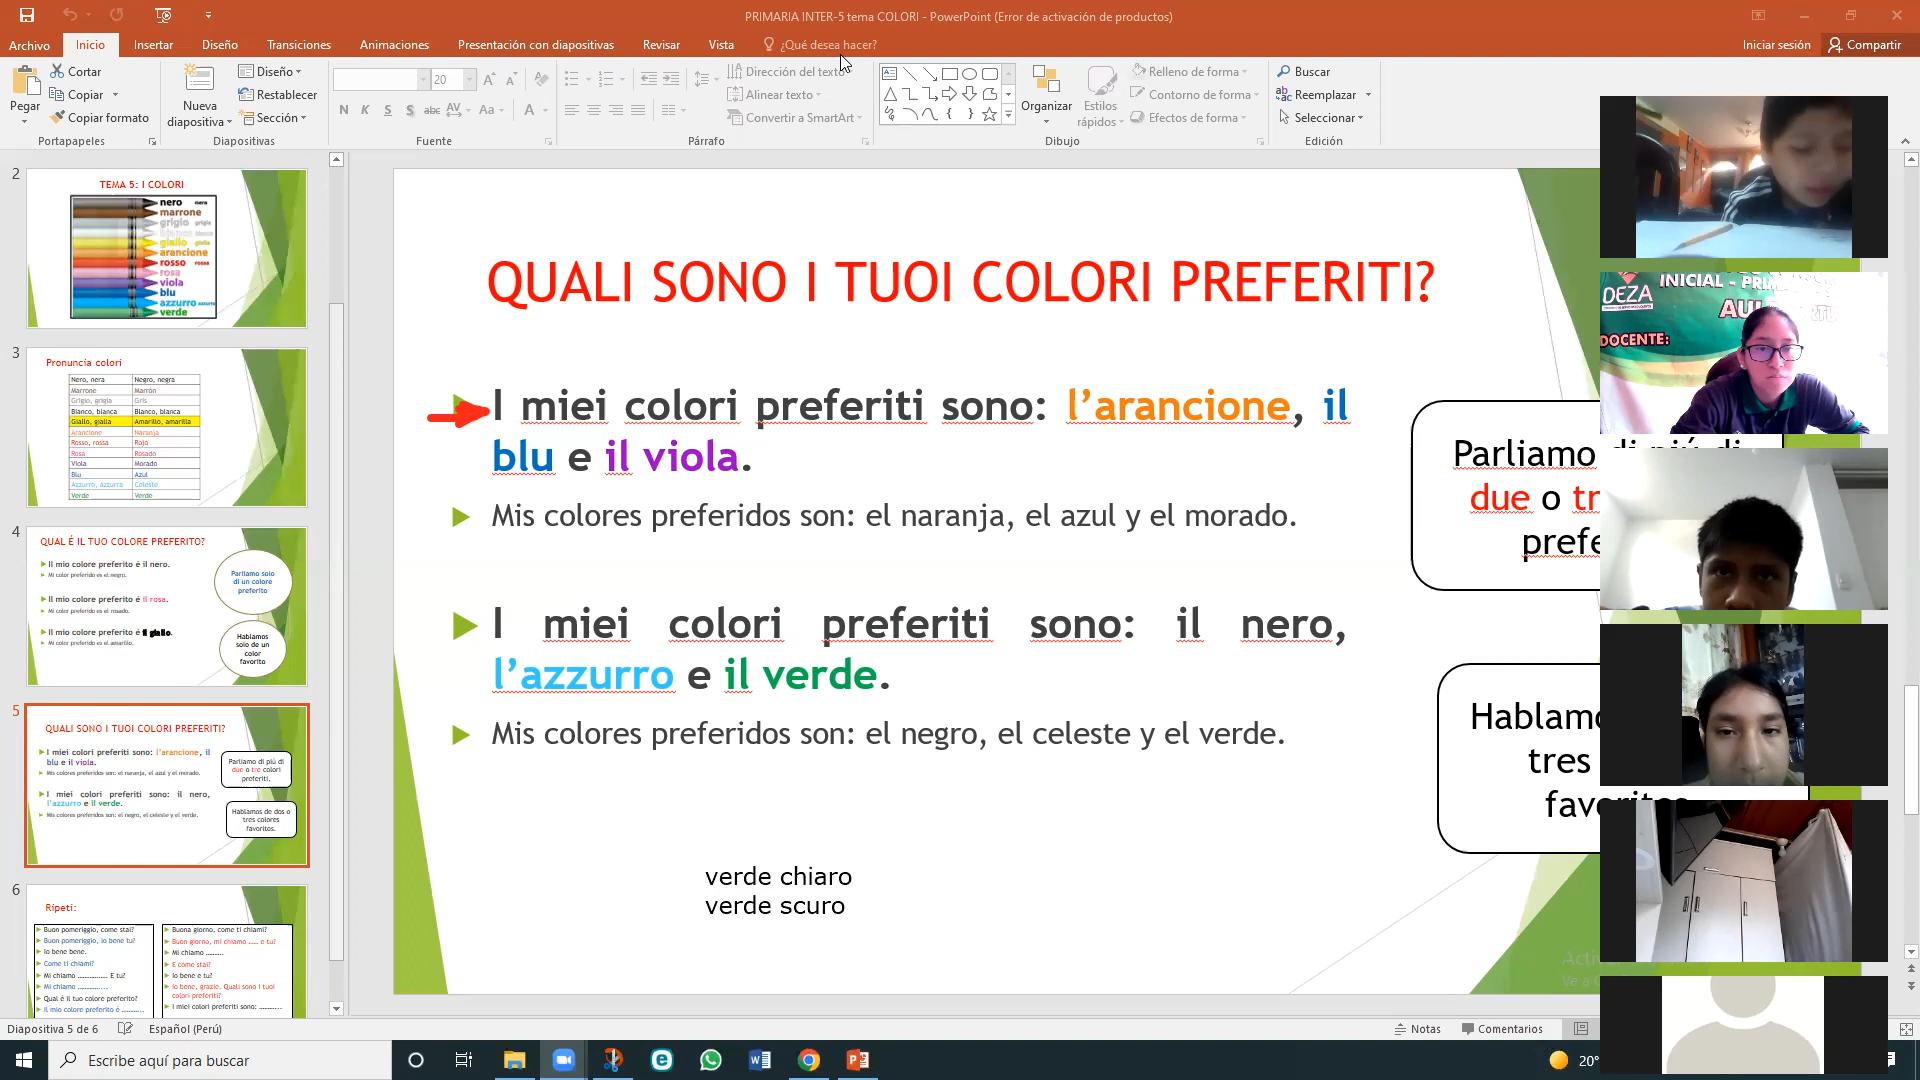 PRIMARIA INTER-5 tema COLORI - PowerPoint (Error de activación de productos)
Archivo Inicio Insertar Diseño Transiciones Animaciones Presentación con diapositivas Revisar Vista ¿Qué desea hacer? Iniciar sesión Compartir
Pegar
Cortar
Copiar
Copiar formato
Portapapeles
Nueva
diapositiva
Diseño
Restablecer
Sección
Diapositivas
20
N K S S abc AV Aa A
Fuente
Dirección del texto
Alinear texto
Convertir a SmartArt
Párrafo
Organizar
Estilos
rápidos
Relleno de forma
Contorno de forma
Efectos de forma
Dibujo
Buscar
Reemplazar
Seleccionar
Edición
2
TEMA 5: I COLORI
nero nera
marrone
grigio grigia
bianco bianca
giallo gialla
arancione
rosso rossa
rosa
viola
blu
azzurro azzurra
verde
3
Pronuncía colori
Nero, nera Negro, negra
Marrone Marrón
Grigio, grigia Gris
Bianco, bianca Blanco, blanca
Giallo, gialla Amarillo, amarilla
Arancione Naranja
Rosso, rossa Rojo
Rosa Rosado
Viola Morado
Blu Azul
Azzurro, azzurra Celeste
Verde Verde
4
QUAL É IL TUO COLORE PREFERITO?
Il mio colore preferito é il nero.
Mi color preferido es el negro.
Il mio colore preferito é il rosa.
Mi color preferido es el rosado.
Il mio colore preferito é il giallo.
Mi color preferido es el amarillo.
Parliamo solo
di un colore
preferito
Hablamos
solo de un
color
favorito
5
QUALI SONO I TUOI COLORI PREFERITI?
I miei colori preferiti sono: l'arancione, il
blu e il viola.
Mis colores preferidos son: el naranja, el azul y el morado.
I miei colori preferiti sono: il nero,
l'azzurro e il verde.
Mis colores preferidos son: el negro, el celeste y el verde.
Parliamo di piú di
due o tre colori
preferiti.
Hablamos de dos o
tres colores
favoritos.
6
Ripeti:
Buon pomeriggio, come stai?
Buon pomeriggio, io bene tu?
Io bene bene.
Come ti chiami?
Mi chiamo ................ E tu?
Mi chiamo .............
Qual é il tuo colore preferito?
Il mio colore preferito é ..........
Buona giorno, come ti chiami?
Buon giorno, mi chiamo ..... e tu?
Mi chiamo .........
E come stai?
Io bene e tu?
Io bene, grazie. Quali sono i tuoi
colori preferiti?
I miei colori preferiti sono: ...........
QUALI SONO I TUOI COLORI PREFERITI?
I miei colori preferiti sono: l’arancione, il
blu e il viola.
Mis colores preferidos son: el naranja, el azul y el morado.
I miei colori preferiti sono: il nero,
l’azzurro e il verde.
Mis colores preferidos son: el negro, el celeste y el verde.
verde chiaro
verde scuro
Parliamo di piú di
due o
Hablamo
tres
favoritos
DEZA
INICIAL -
DOCENTE:
Diapositiva 5 de 6 Español (Perú) Notas Comentarios
Escribe aquí para buscar
20°